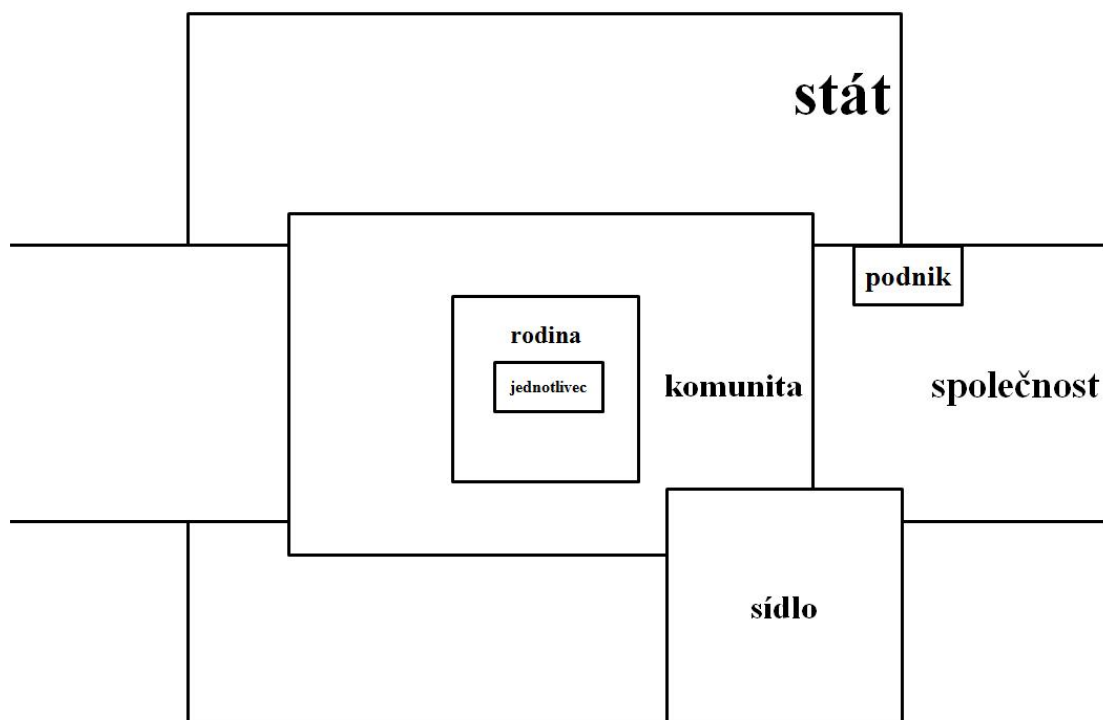 stát
podnik
rodina
jednotlivec
komunita
společnost
sídlo